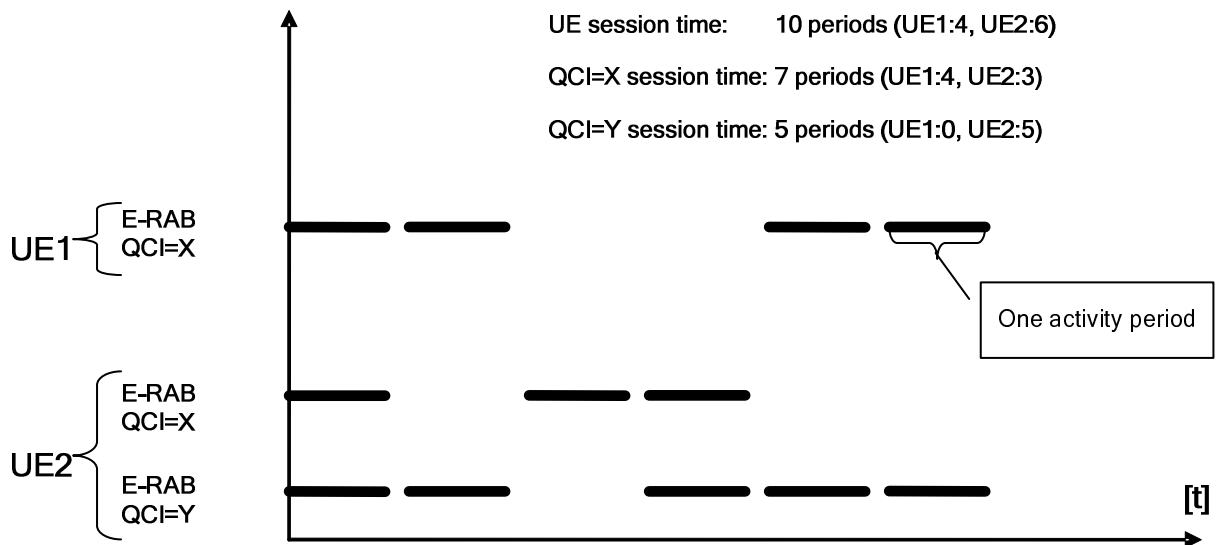 UE session time: 10 periods (UE1:4, UE2:6)
QCI=X session time: 7 periods (UE1:4, UE2:3)
QCI=Y session time: 5 periods (UE1:0, UE2:5)
UE1
E-RAB
QCI=X
One activity period
UE2
E-RAB
QCI=X
E-RAB
QCI=Y
[t]